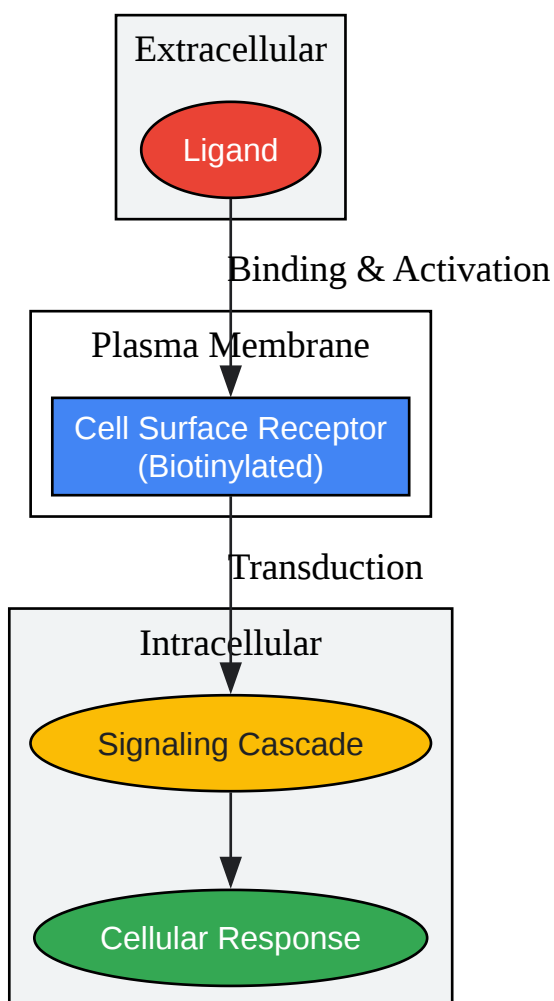 Extracellular
Ligand
Binding & Activation
Plasma Membrane
Cell Surface Receptor
(Biotinylated)
Transduction
Intracellular
Signaling Cascade
Cellular Response